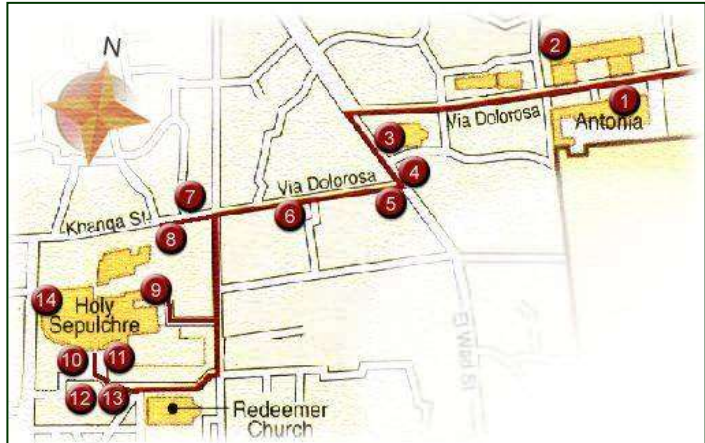 N
2
1
Via Dolorosa
Antonia
3
4
7
Via Dolorosa
6
5
Khanqa St.
8
9
14
Holy
Sepulchre
10
11
El Wad St
12
13
Redeemer
Church